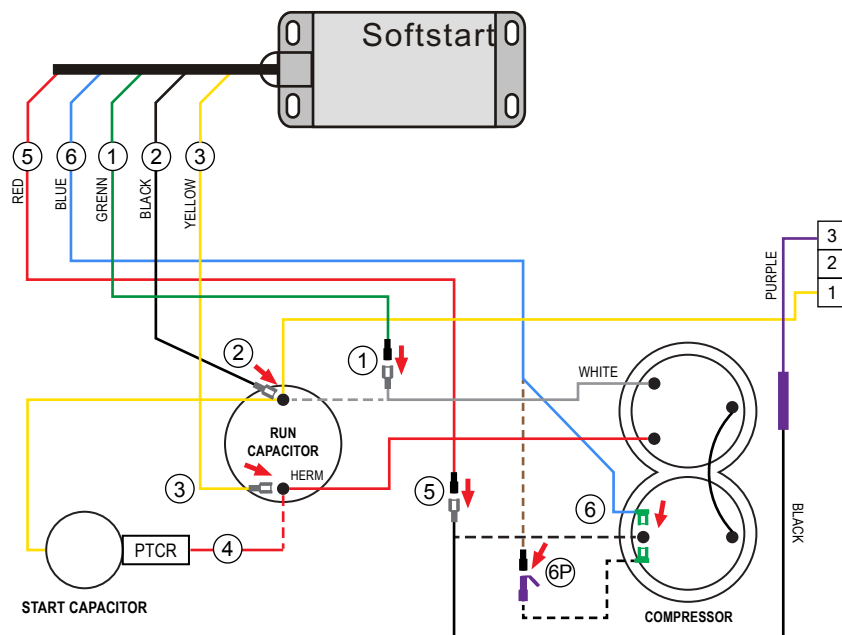 Softstart
5
6
1
2
3
RED
BLUE
GRENN
BLACK
YELLOW
3
2
1
PURPLE
2
1
WHITE
RUN
CAPACITOR
HERM
3
5
6
BLACK
4
PTCR
6P
START CAPACITOR
COMPRESSOR